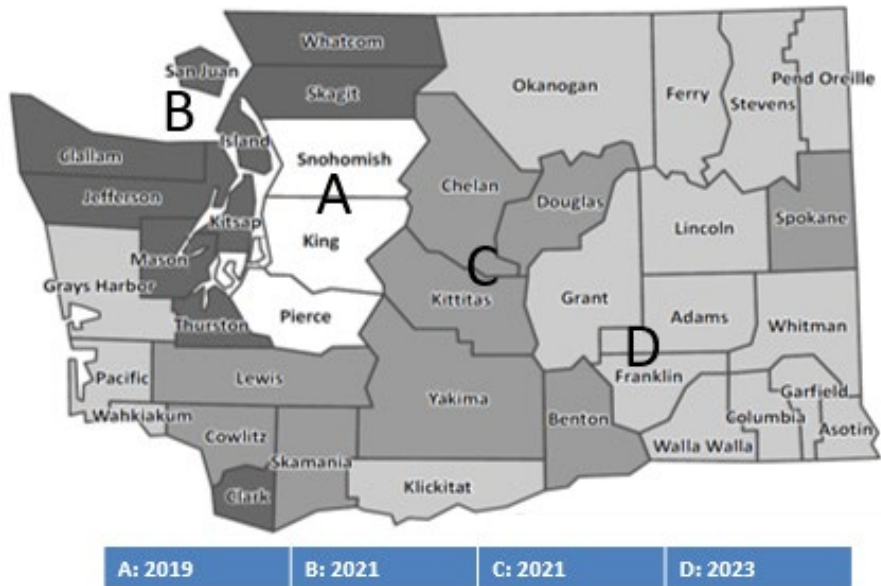 Whatcom
San Juan
Skagit
Okanogan
Ferry
Stevens
Pend Oreille
B
Island
Clallam
Snohomish
Jefferson
A
Chelan
Douglas
Kitsap
Lincoln
Spokane
King
Mason
C
Grays Harbor
Kittitas
Grant
Adams
Thurston
Pierce
Whitman
D
Pacific
Lewis
Yakima
Franklin
Garfield
Wahkiakum
Benton
Columbia
Asotin
Cowlitz
Skamania
Walla Walla
Clark
Klickitat
A: 2019 B: 2021 C: 2021 D: 2023